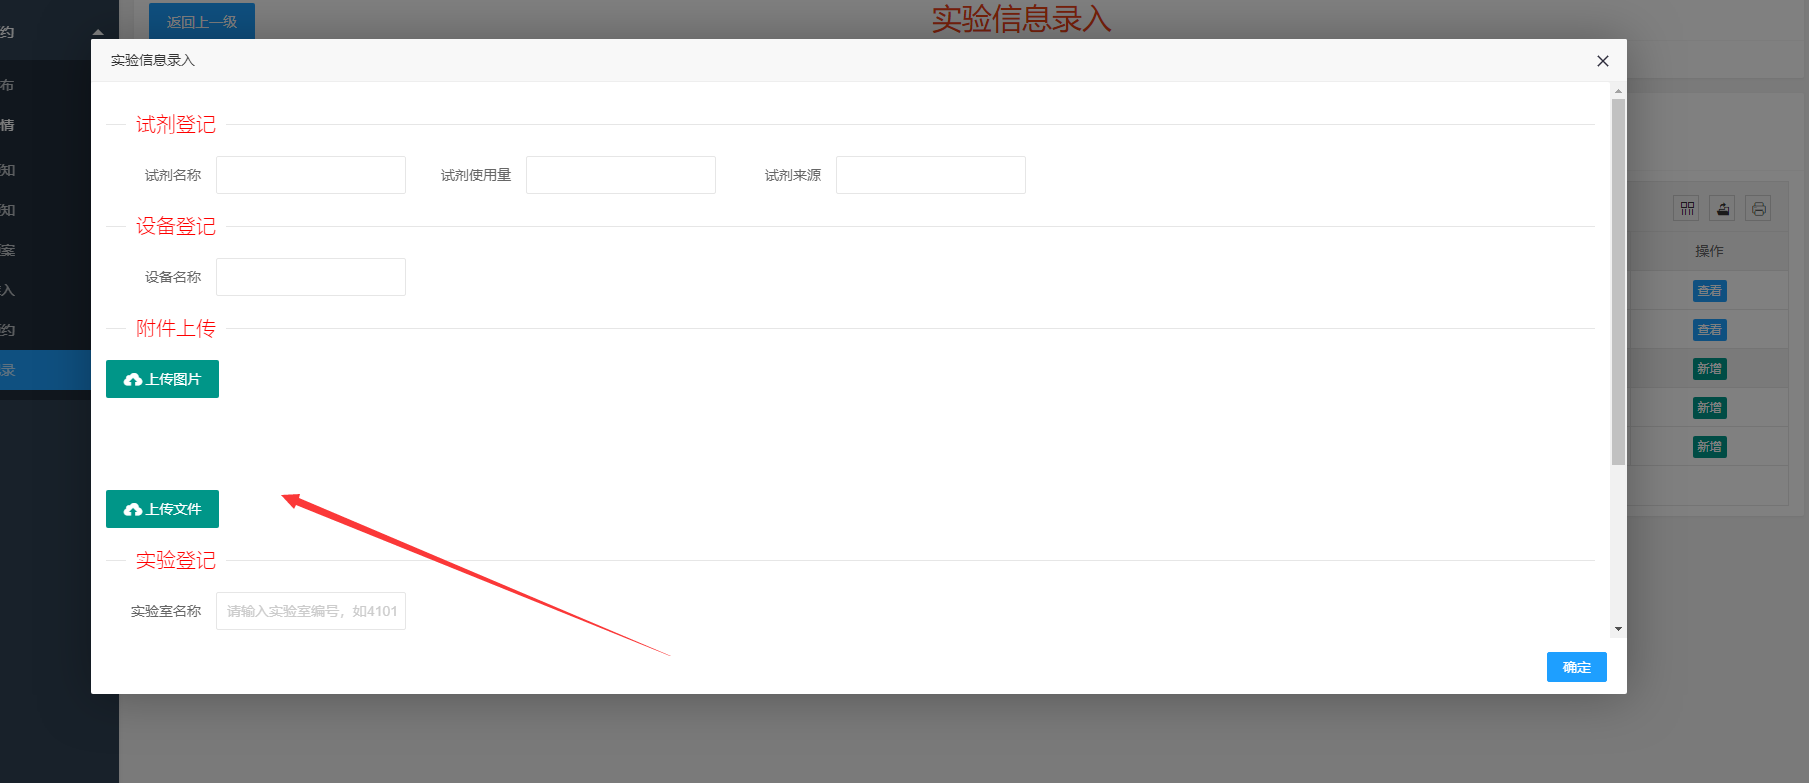 返回上一级
实验信息录入
约
布
情
知
知
案
入
约
录
实验信息录入
试剂登记
试剂名称
试剂使用量
试剂来源
设备登记
设备名称
附件上传
上传图片
上传文件
实验登记
实验室名称
请输入实验室编号，如4101
确定
操作
查看
查看
新增
新增
新增